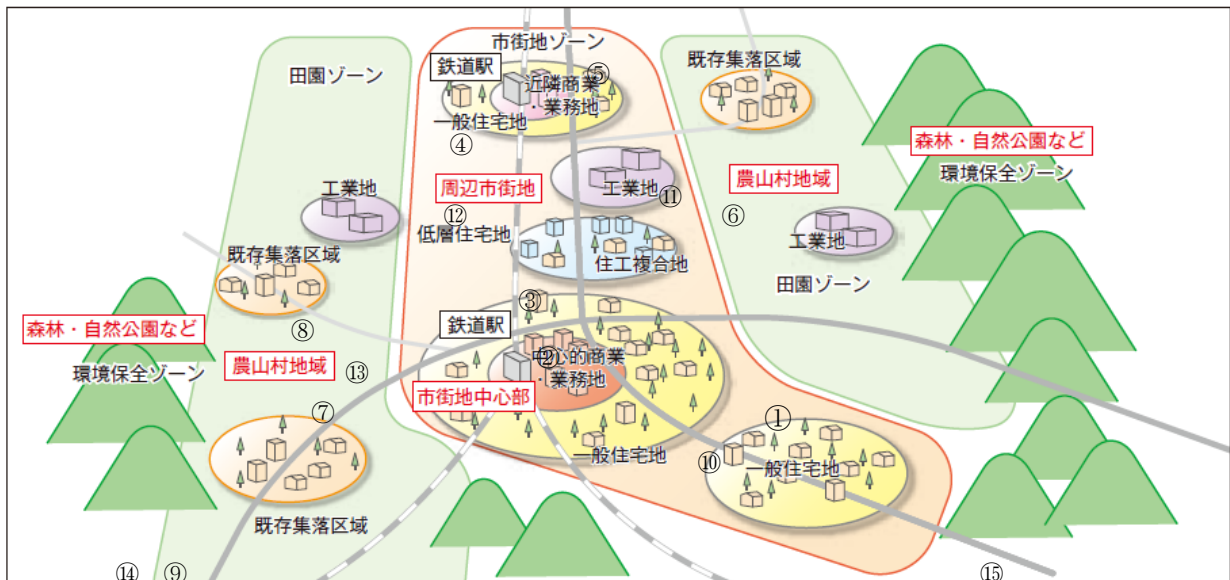 市街地ゾーン
田園ゾーン
鉄道駅
⑤
近隣商業
・業務地
既存集落区域
一般住宅地
④
森林・自然公園など
環境保全ゾーン
工業地
周辺市街地
工業地
⑪
農山村地域
⑫
⑥
低層住宅地
工業地
既存集落区域
住工複合地
田園ゾーン
③
森林・自然公園など
⑧
鉄道駅
②
中心的商業
・業務地
環境保全ゾーン
農山村地域
⑬
市街地中心部
⑦
①
一般住宅地
⑩
一般住宅地
既存集落区域
⑭
⑨
⑮